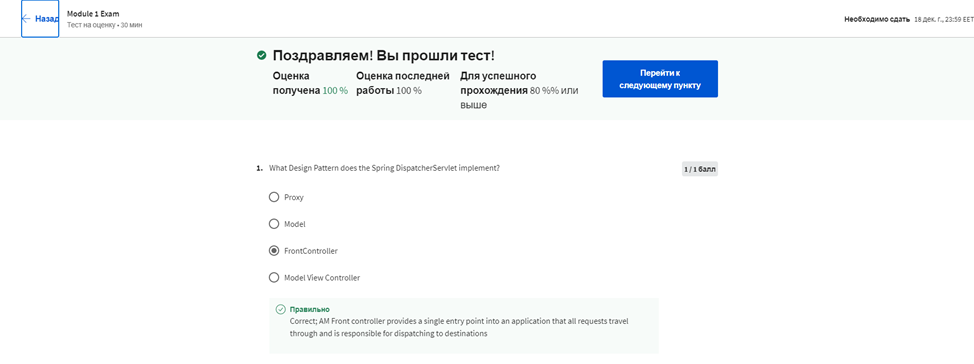 Назад
Module 1 Exam
Тест на оценку • 30 мин
Необходимо сдать 18 дек. г., 23:59 EET
Поздравляем! Вы прошли тест!
Оценка
получена 100 %
Оценка последней
работы 100 %
Для успешного
прохождения 80 %% или
выше
Перейти к
следующему пункту
1. What Design Pattern does the Spring DispatcherServlet implement?
1 / 1 балл
Proxy
Model
FrontController
Model View Controller
Правильно
Correct; AM Front controller provides a single entry point into an application that all requests travel
through and is responsible for dispatching to destinations